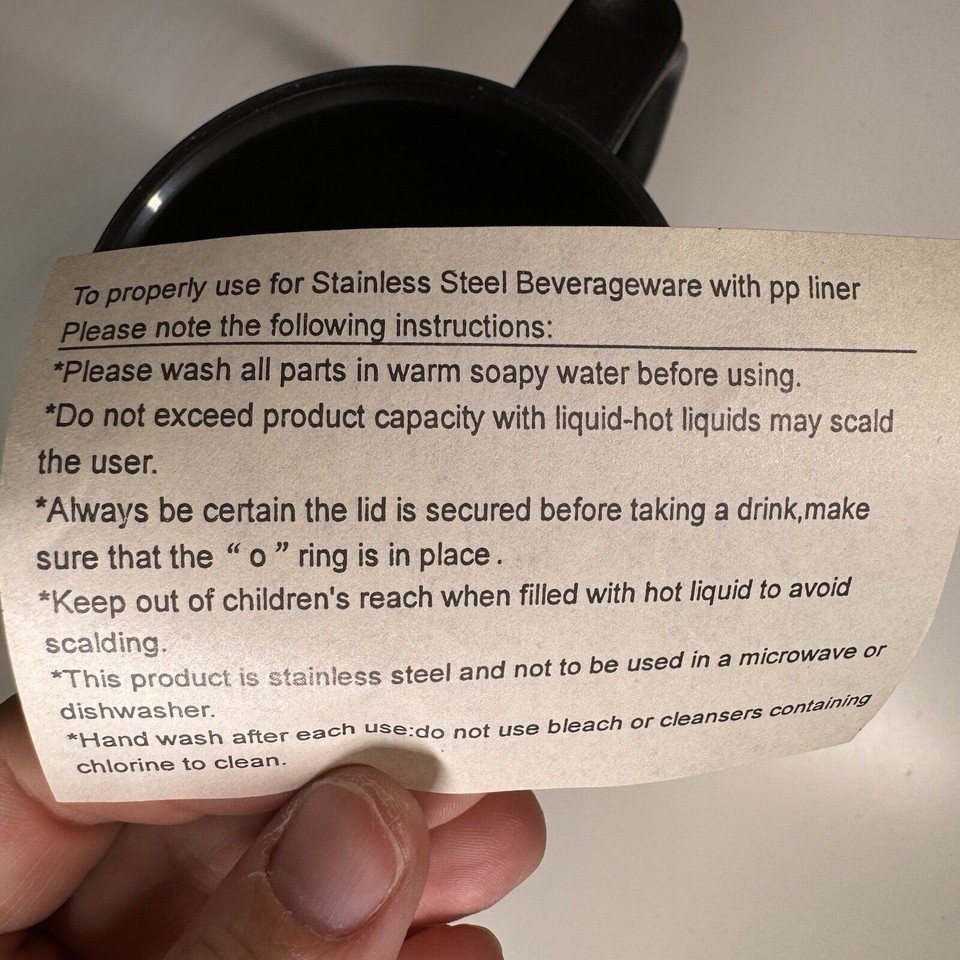 To properly use for Stainless Steel Beverageware with pp liner
Please note the following instructions:
*Please wash all parts in warm soapy water before using.
*Do not exceed product capacity with liquid-hot liquids may scald
the user.
*Always be certain the lid is secured before taking a drink,make
sure that the “ o ” ring is in place .
*Keep out of children's reach when filled with hot liquid to avoid
scalding.
*This product is stainless steel and not to be used in a microwave or
dishwasher.
*Hand wash after each use:do not use bleach or cleansers containing
chlorine to clean.